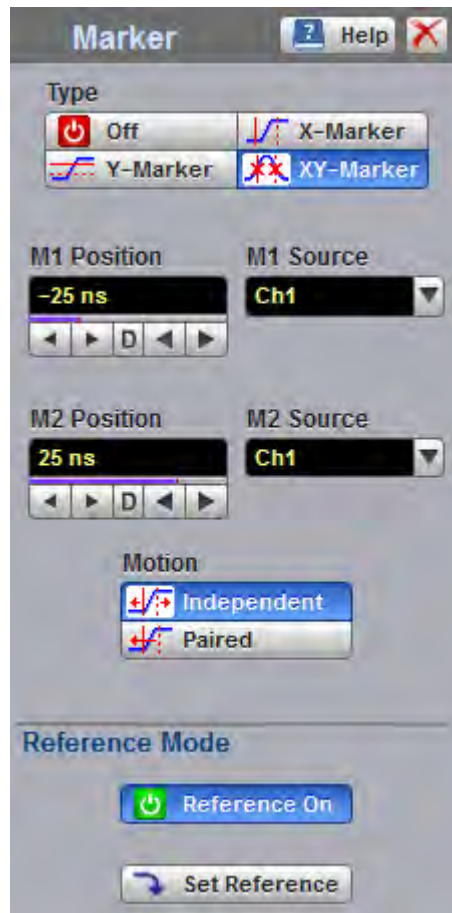 Marker ? Help
Type
Off X-Marker
Y-Marker XY-Marker
M1 Position M1 Source
-25 ns Ch1
D
M2 Position M2 Source
25 ns Ch1
D
Motion
Independent
Paired
Reference Mode
Reference On
Set Reference